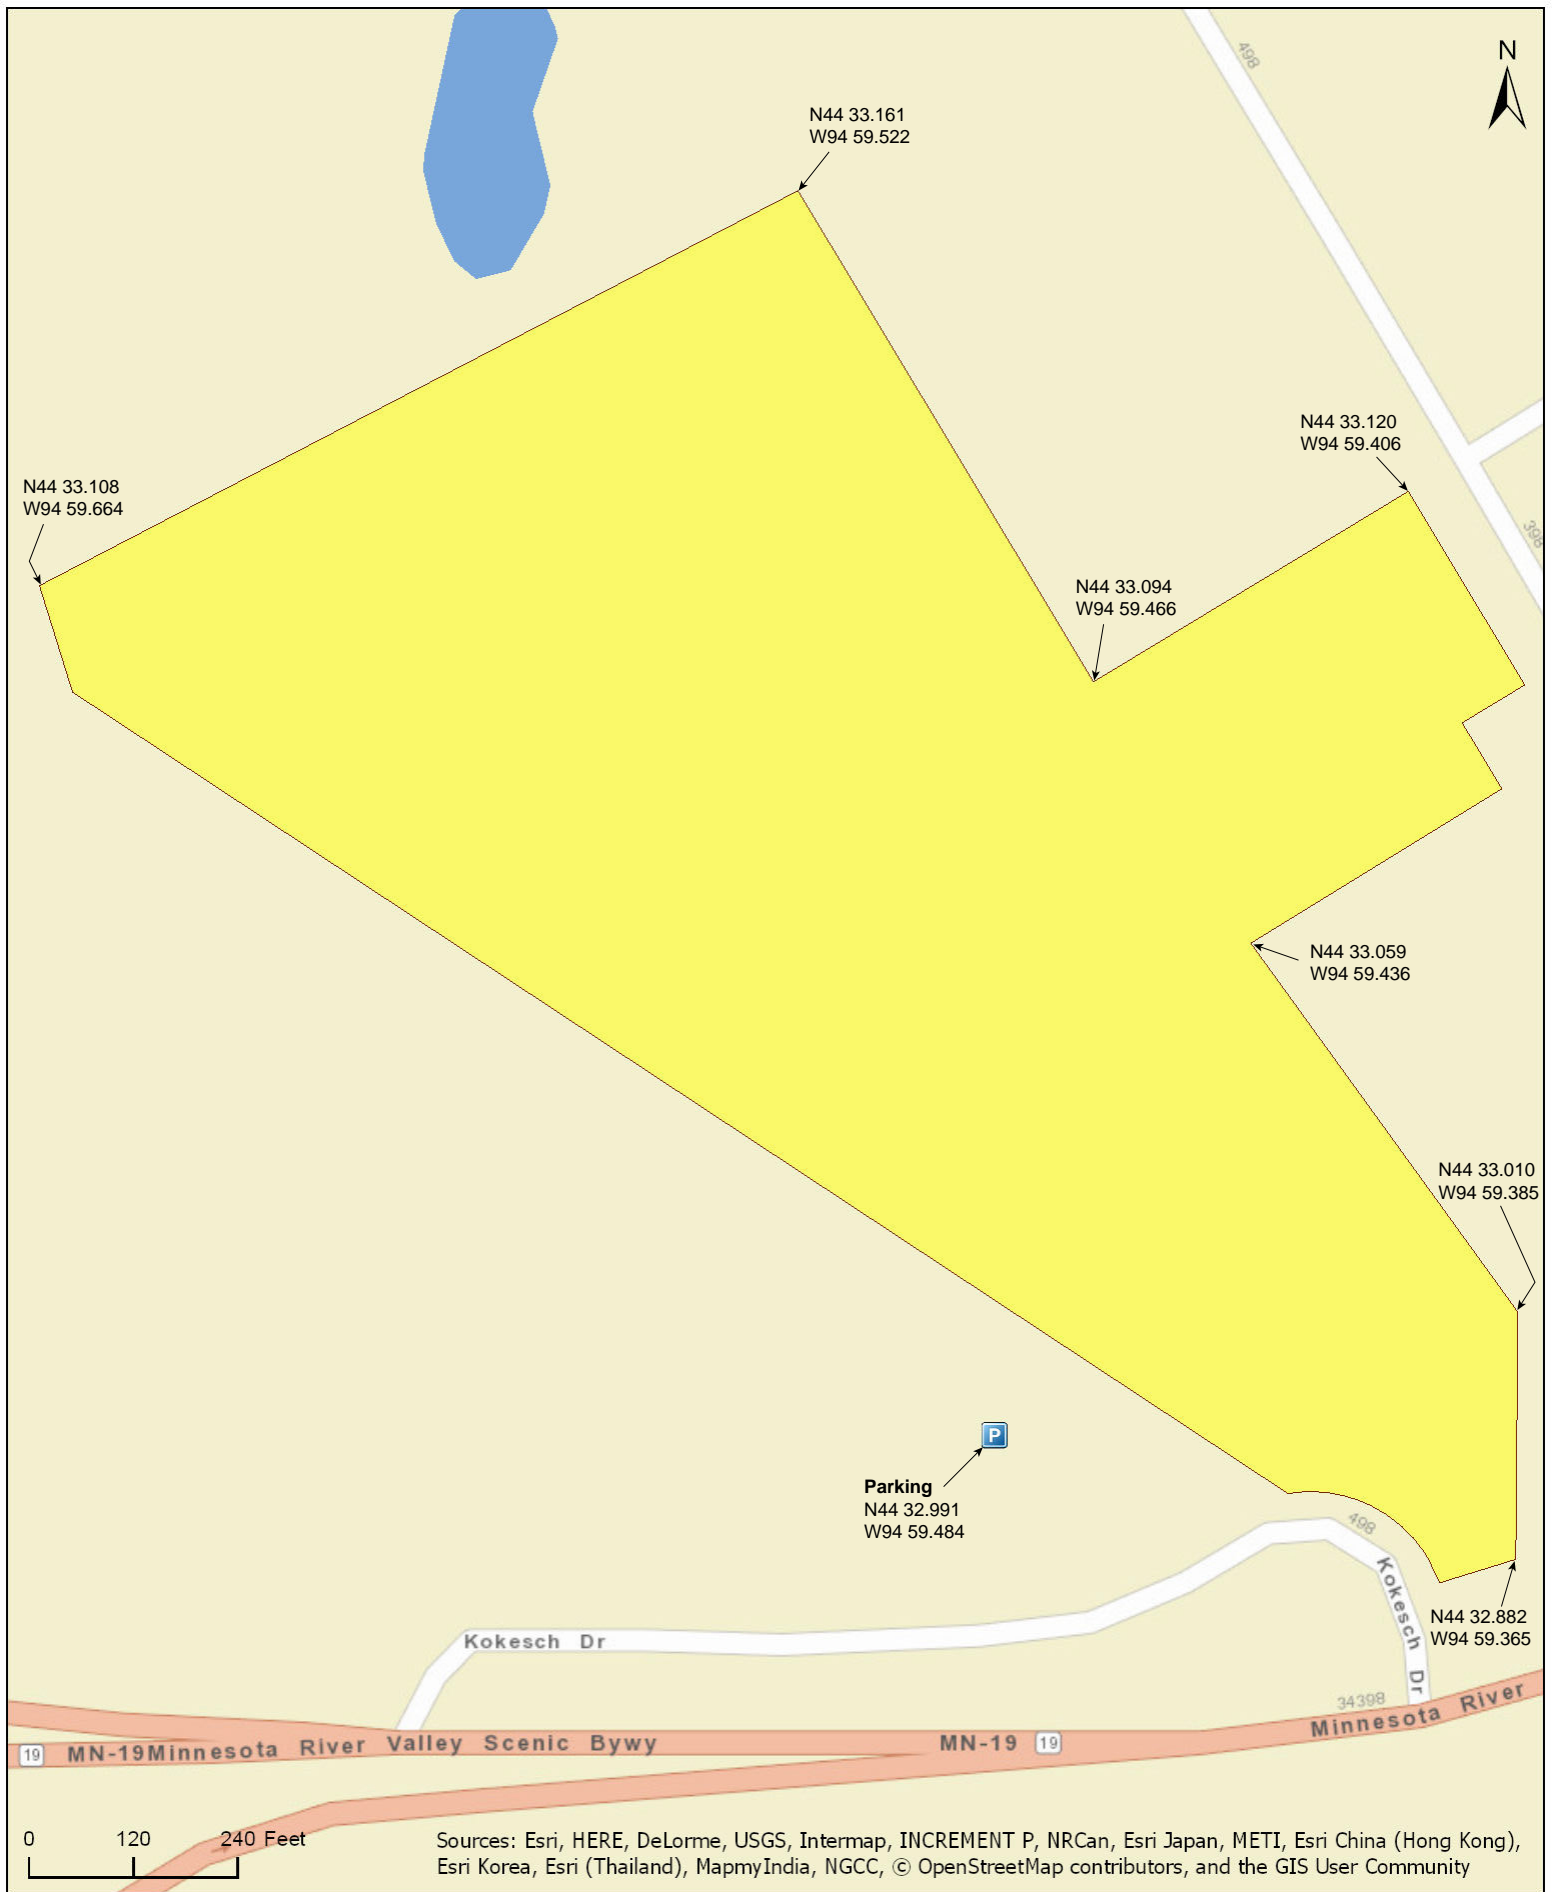 N
498
N44 33.161
W94 59.522
N44 33.120
W94 59.406
N44 33.108
W94 59.664
398
N44 33.094
W94 59.466
N44 33.059
W94 59.436
N44 33.010
W94 59.385
P
Parking
N44 32.991
W94 59.484
498
Kokesch Dr
N44 32.882
W94 59.365
Kokesch Dr
34398
Minnesota River
19 MN-19 Minnesota River Valley Scenic Bywy MN-19 19
0 120 240 Feet
Sources: Esri, HERE, DeLorme, USGS, Intermap, INCREMENT P, NRCan, Esri Japan, METI, Esri China (Hong Kong),
Esri Korea, Esri (Thailand), MapmyIndia, NGCC, © OpenStreetMap contributors, and the GIS User Community